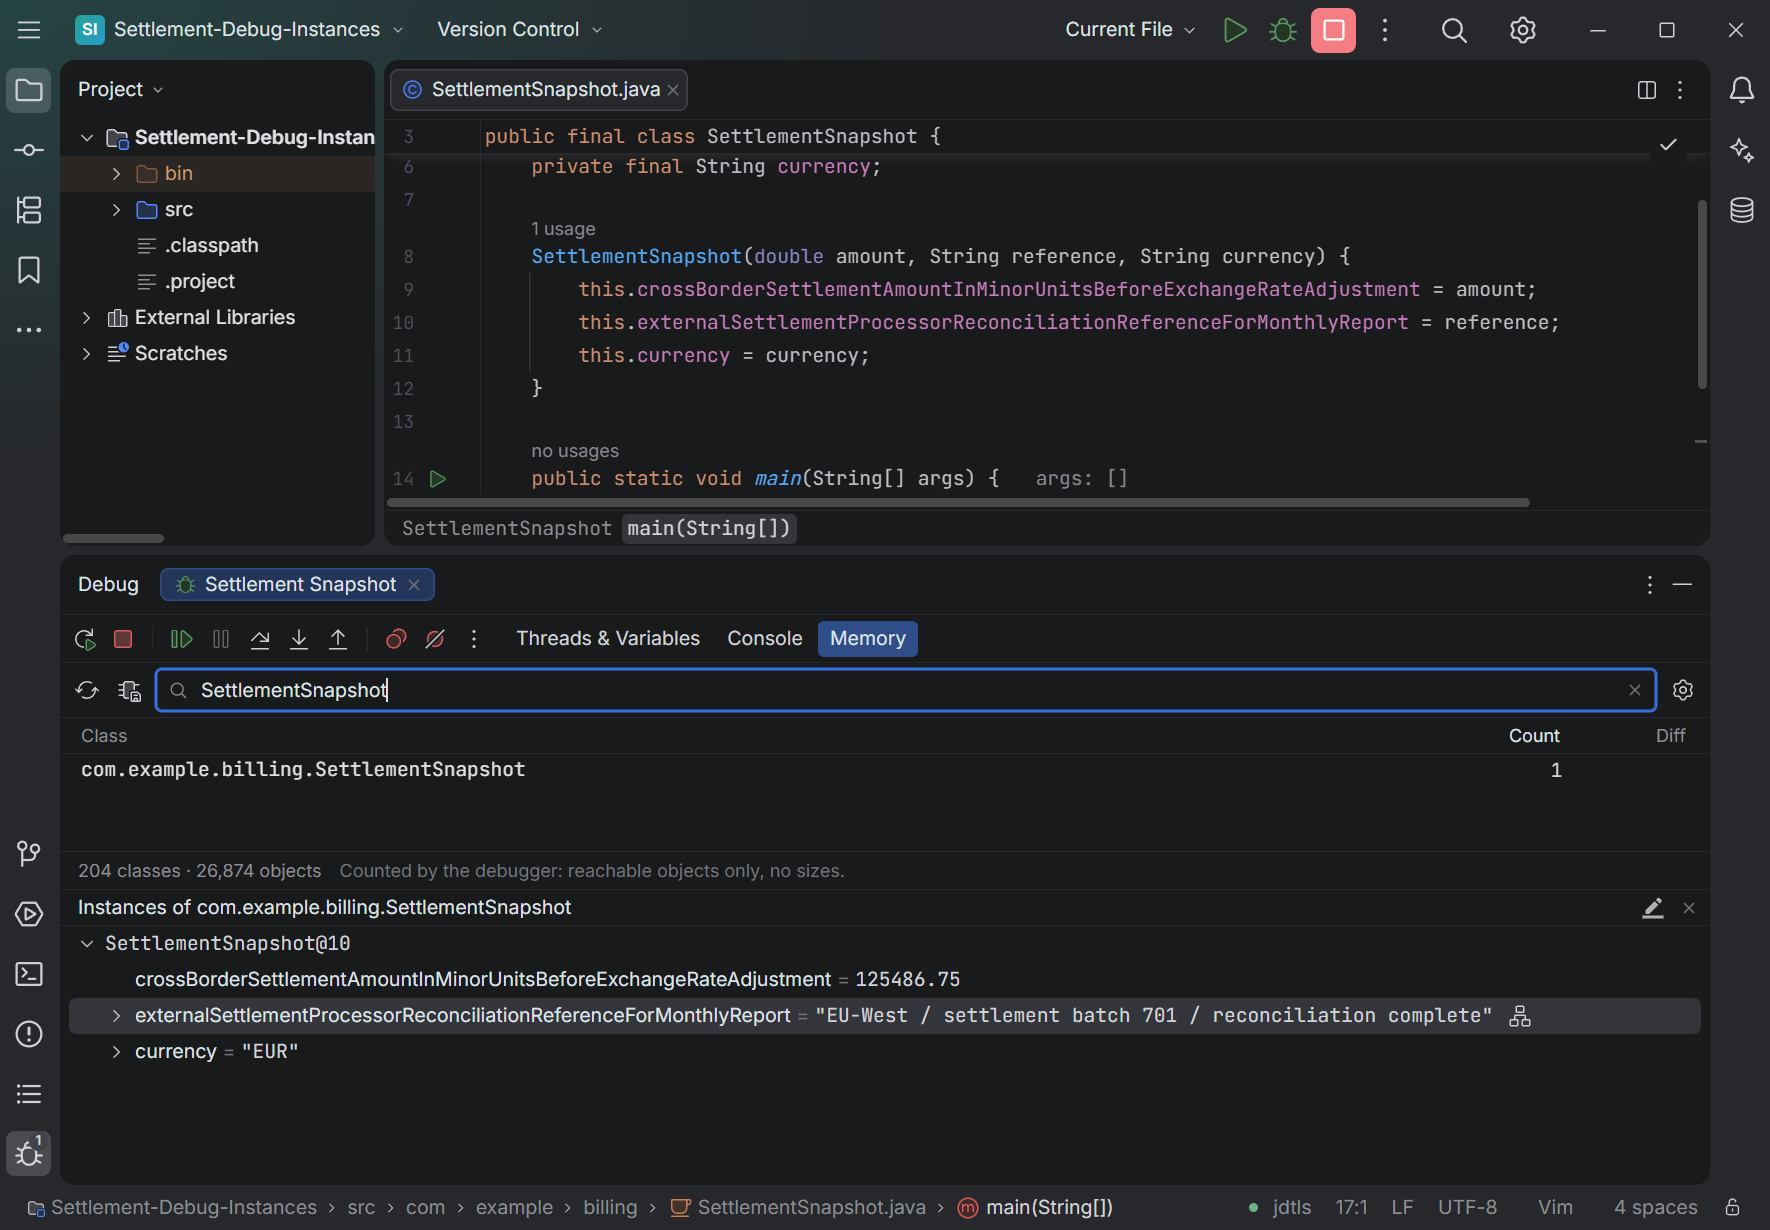 SI Settlement-Debug-Instances Version Control Current File
Project
Settlement-Debug-Instan
bin
src
.classpath
.project
External Libraries
Scratches
SettlementSnapshot.java
3 public final class SettlementSnapshot {
6 private final String currency;
7
1 usage
8 SettlementSnapshot(double amount, String reference, String currency) {
9 this.crossBorderSettlementAmountInMinorUnitsBeforeExchangeRateAdjustment = amount;
10 this.externalSettlementProcessorReconciliationReferenceForMonthlyReport = reference;
11 this.currency = currency;
12 }
13
no usages
14 public static void main(String[] args) { args: []
SettlementSnapshot main(String[])
Debug Settlement Snapshot
Threads & Variables Console Memory
SettlementSnapshot
Class Count Diff
com.example.billing.SettlementSnapshot 1
204 classes · 26,874 objects Counted by the debugger: reachable objects only, no sizes.
Instances of com.example.billing.SettlementSnapshot
SettlementSnapshot@10
crossBorderSettlementAmountInMinorUnitsBeforeExchangeRateAdjustment = 125486.75
externalSettlementProcessorReconciliationReferenceForMonthlyReport = "EU-West / settlement batch 701 / reconciliation complete"
currency = "EUR"
1
Settlement-Debug-Instances › src › com › example › billing › SettlementSnapshot.java › m main(String[]) jdtls 17:1 LF UTF-8 Vim 4 spaces